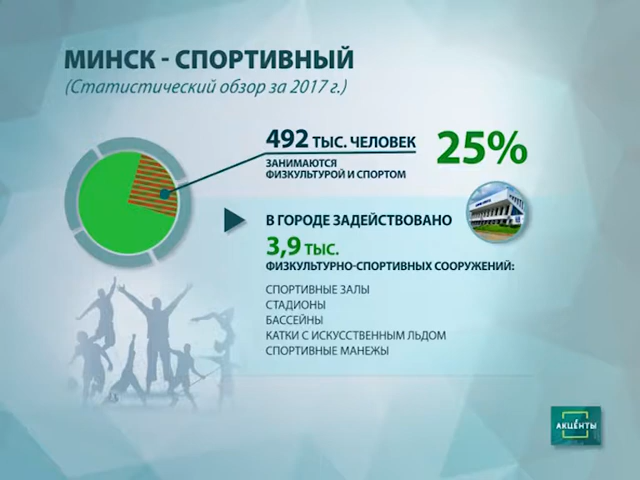 МИНСК - СПОРТИВНЫЙ
(Статистический обзор за 2017 г.)
492 ТЫС. ЧЕЛОВЕК
25%
ЗАНИМАЮТСЯ
ФИЗКУЛЬТУРОЙ И СПОРТОМ
В ГОРОДЕ ЗАДЕЙСТВОВАНО
3,9 ТЫС.
ФИЗКУЛЬТУРНО-СПОРТИВНЫХ СООРУЖЕНИЙ:
СПОРТИВНЫЕ ЗАЛЫ
СТАДИОНЫ
БАССЕЙНЫ
КАТКИ С ИСКУССТВЕННЫМ ЛЬДОМ
СПОРТИВНЫЕ МАНЕЖЫ
АКЦЕНТЫ